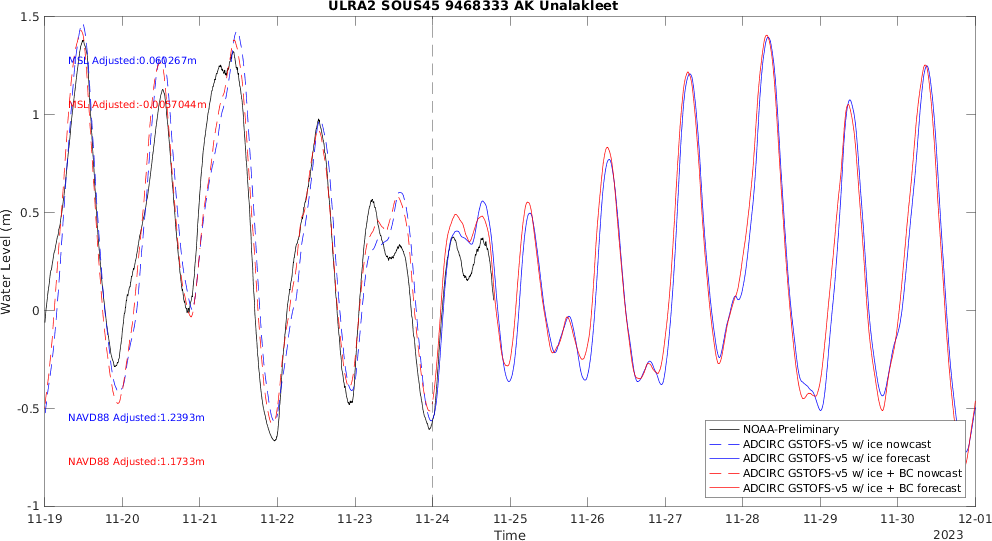 ULRA2 SOUS45 9468333 AK Unalakleet
1.5
MSL Adjusted:0.060267m
MSL Adjusted:-0.0057044m
1
0.5
Water Level (m)
0
-0.5
NAVD88 Adjusted:1.2393m
NAVD88 Adjusted:1.1733m
-1
NOAA-Preliminary
ADCIRC GSTOFS-v5 w/ ice nowcast
ADCIRC GSTOFS-v5 w/ ice forecast
ADCIRC GSTOFS-v5 w/ ice + BC nowcast
ADCIRC GSTOFS-v5 w/ ice + BC forecast
11-19 11-20 11-21 11-22 11-23 11-24 11-25 11-26 11-27 11-28 11-29 11-30 12-01
Time
2023